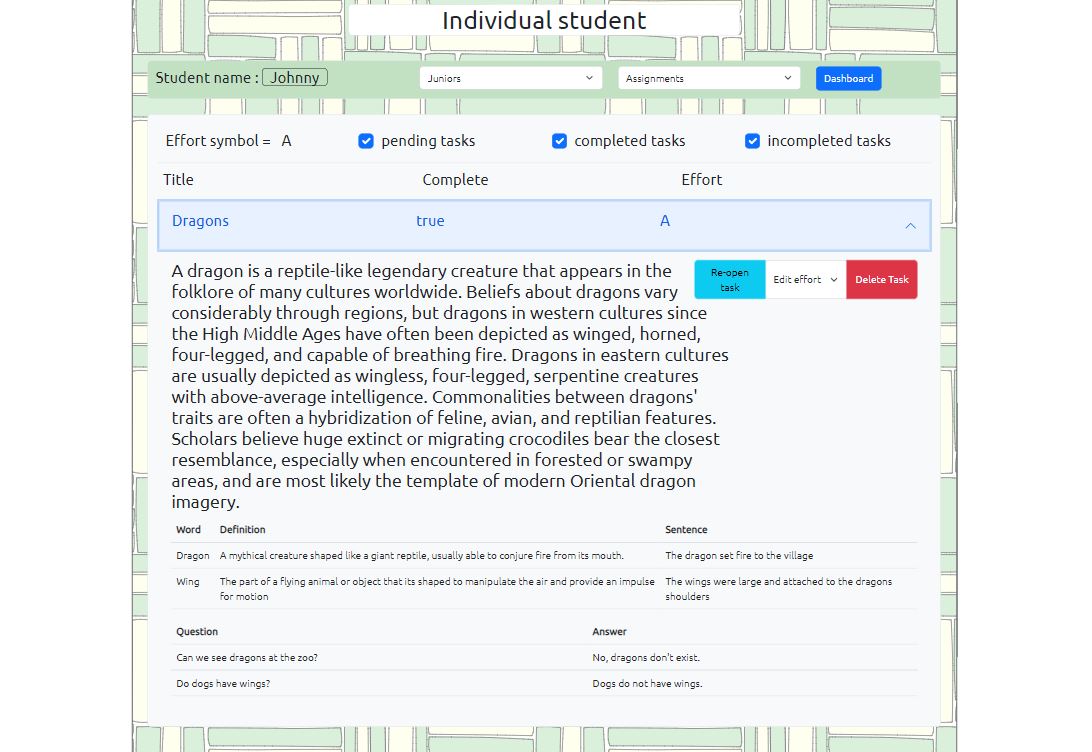 Individual student
Student name : Johnny
Juniors
Assignments
Dashboard
Effort symbol = A
pending tasks
completed tasks
incompleted tasks
Title Complete Effort
Dragons true A
A dragon is a reptile-like legendary creature that appears in the
folklore of many cultures worldwide. Beliefs about dragons vary
considerably through regions, but dragons in western cultures since
the High Middle Ages have often been depicted as winged, horned,
four-legged, and capable of breathing fire. Dragons in eastern cultures
are usually depicted as wingless, four-legged, serpentine creatures
with above-average intelligence. Commonalities between dragons'
traits are often a hybridization of feline, avian, and reptilian features.
Scholars believe huge extinct or migrating crocodiles bear the closest
resemblance, especially when encountered in forested or swampy
areas, and are most likely the template of modern Oriental dragon
imagery.
Re-open
task
Edit effort
Delete Task
Word Definition Sentence
Dragon A mythical creature shaped like a giant reptile, usually able to conjure fire from its mouth. The dragon set fire to the village
Wing The part of a flying animal or object that its shaped to manipulate the air and provide an impulse The wings were large and attached to the dragons
for motion shoulders
Question Answer
Can we see dragons at the zoo? No, dragons don't exist.
Do dogs have wings? Dogs do not have wings.